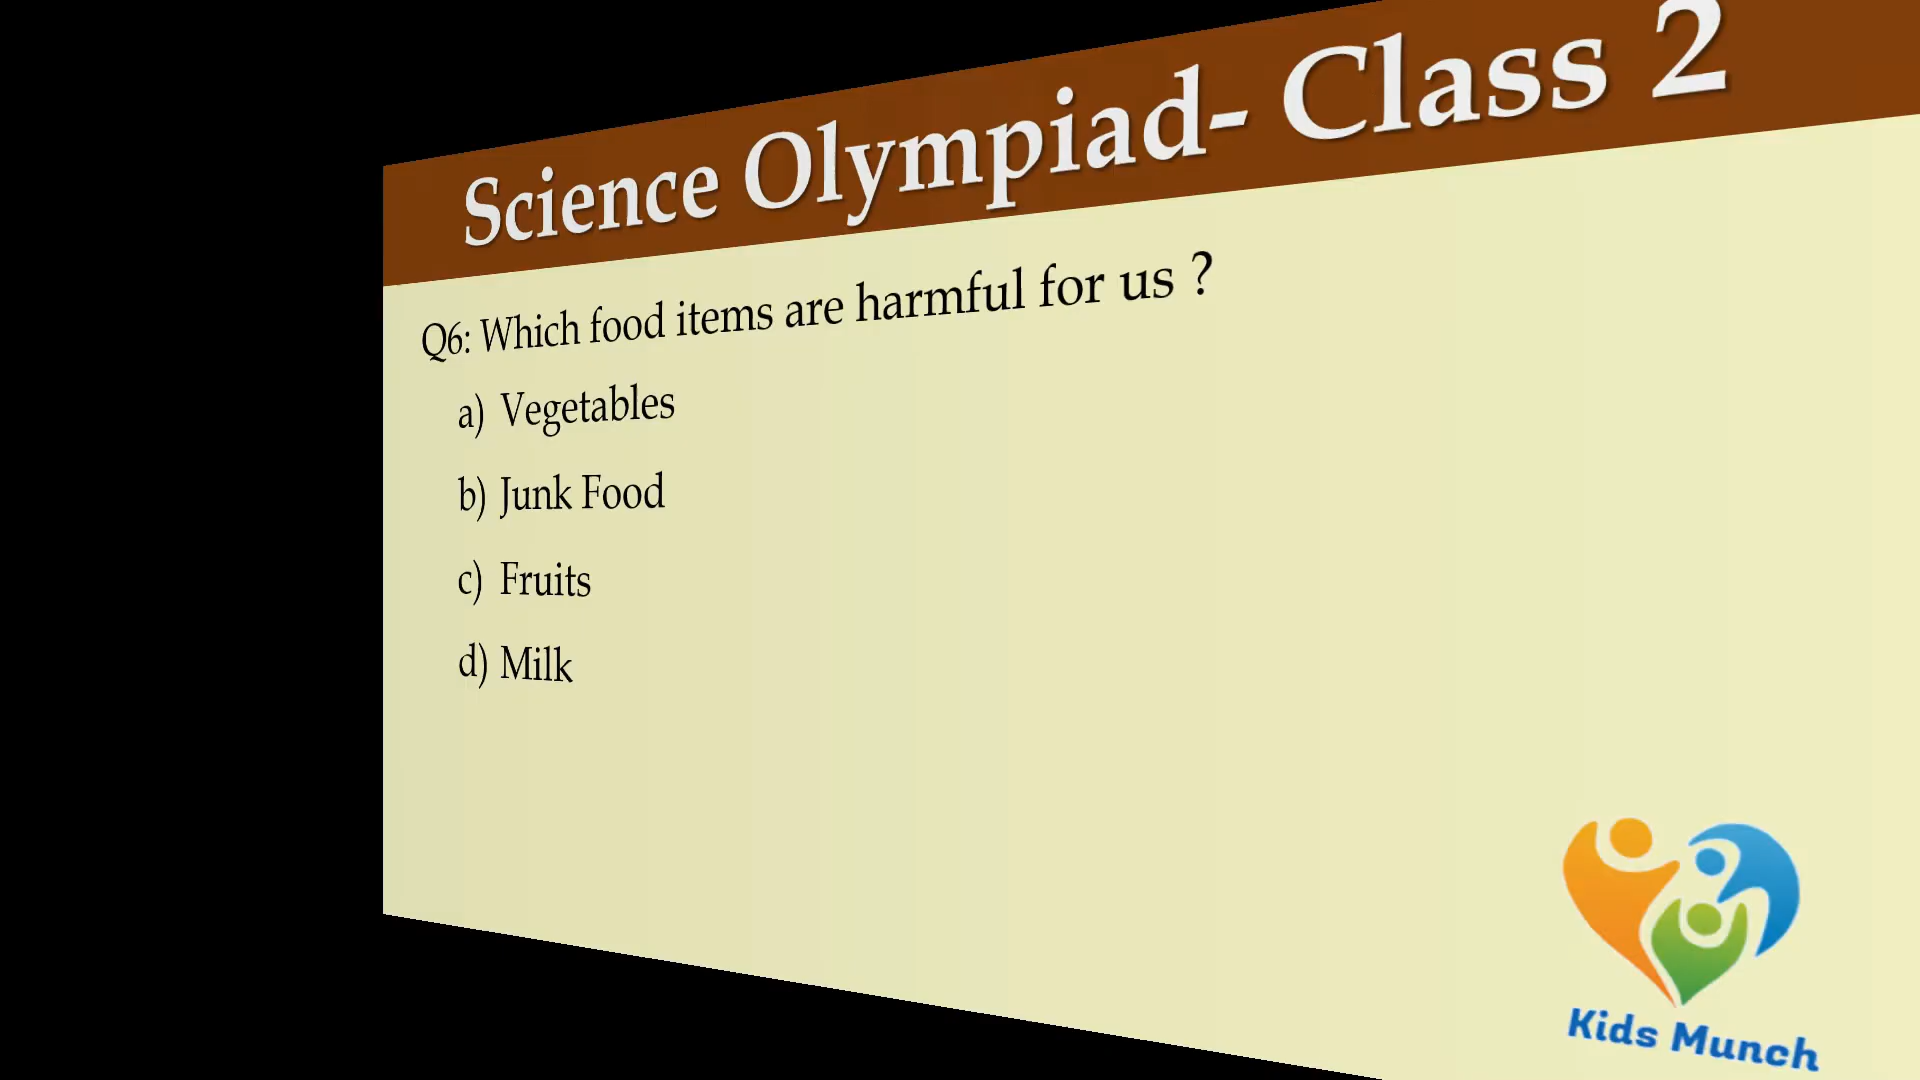 Science Olympiad- Class 2
Q6: Which food items are harmful for us ?
a) Vegetables
b) Junk Food
c) Fruits
d) Milk
Kids Munch